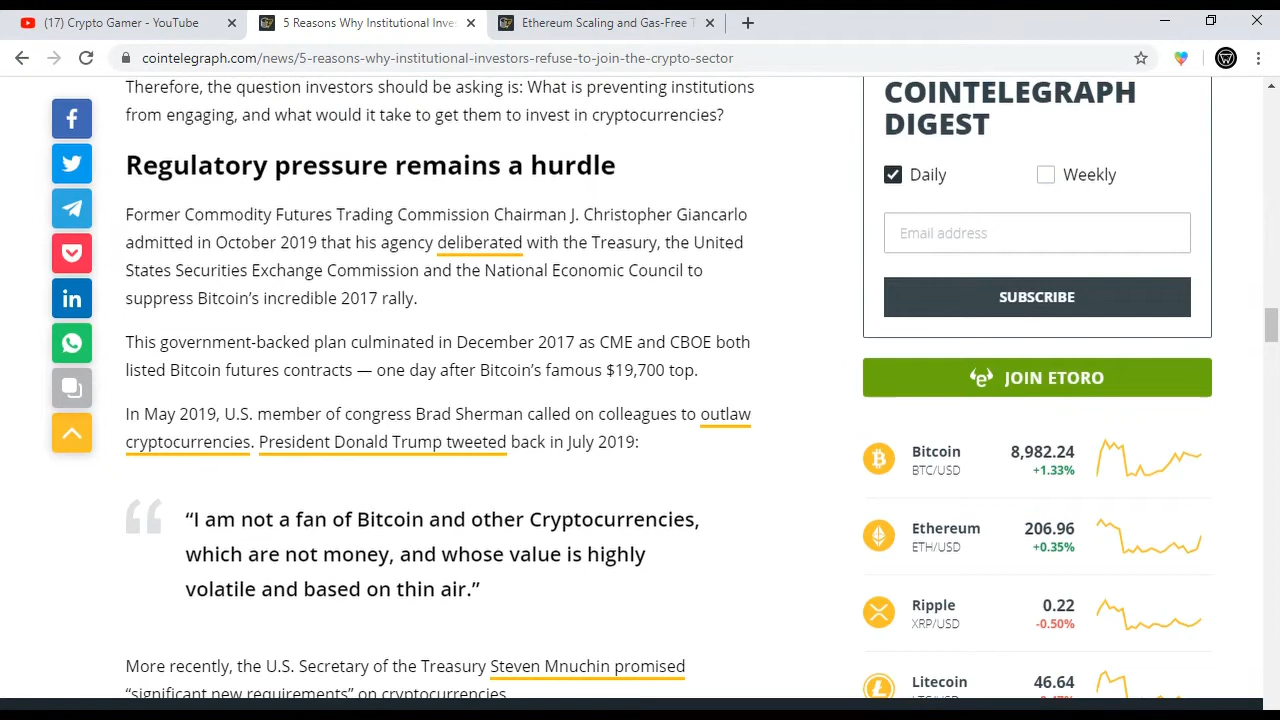 (17) Crypto Gamer - YouTube
5 Reasons Why Institutional Inve
Ethereum Scaling and Gas-Free T
cointelegraph.com/news/5-reasons-why-institutional-investors-refuse-to-join-the-crypto-sector
Therefore, the question investors should be asking is: What is preventing institutions
from engaging, and what would it take to get them to invest in cryptocurrencies?
Regulatory pressure remains a hurdle
Former Commodity Futures Trading Commission Chairman J. Christopher Giancarlo
admitted in October 2019 that his agency deliberated with the Treasury, the United
States Securities Exchange Commission and the National Economic Council to
suppress Bitcoin’s incredible 2017 rally.
This government-backed plan culminated in December 2017 as CME and CBOE both
listed Bitcoin futures contracts — one day after Bitcoin’s famous $19,700 top.
In May 2019, U.S. member of congress Brad Sherman called on colleagues to outlaw
cryptocurrencies. President Donald Trump tweeted back in July 2019:
“I am not a fan of Bitcoin and other Cryptocurrencies,
which are not money, and whose value is highly
volatile and based on thin air.”
More recently, the U.S. Secretary of the Treasury Steven Mnuchin promised
“significant new requirements” on cryptocurrencies.
COINTELEGRAPH
DIGEST
Daily
Weekly
Email address
SUBSCRIBE
JOIN ETORO
Bitcoin 8,982.24
BTC/USD +1.33%
Ethereum 206.96
ETH/USD +0.35%
Ripple 0.22
XRP/USD -0.50%
Litecoin 46.64